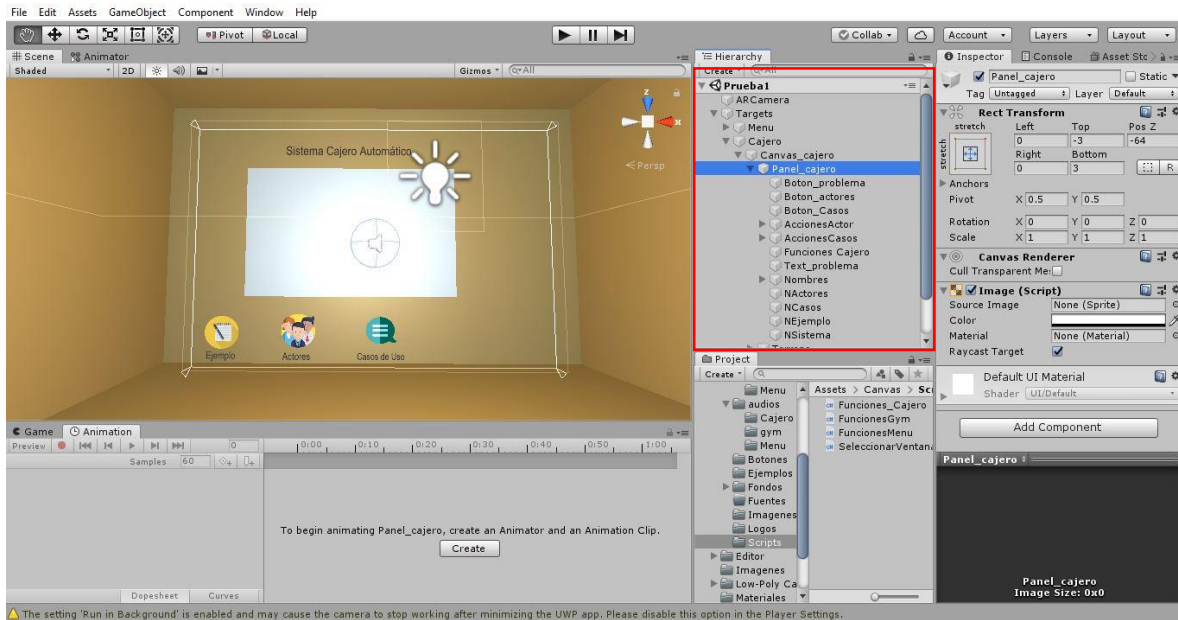 File Edit Assets GameObject Component Window Help
Pivot Local Collab Account Layers Layout
Scene Animator
Shaded 2D Gizmos All
z
x
Persp
Sistema Cajero Automático
Ejemplo Actores Casos de Uso
Hierarchy
Create All
Prueba1
ARCamera
Targets
Menu
Cajero
Canvas_cajero
Panel_cajero
Boton_problema
Boton_actores
Boton_Casos
AccionesActor
AccionesCasos
Funciones Cajero
Text_problema
Nombres
NActores
NCasos
NEjemplo
NSistema
Inspector Console Asset Sto
Panel_cajero Static
Tag Untagged Layer Default
Rect Transform
stretch Left Top Pos Z
stretch
0 -3 -64
Right Bottom
0 3 R
Anchors
Pivot X 0.5 Y 0.5
Rotation X 0 Y 0 Z 0
Scale X 1 Y 1 Z 1
Canvas Renderer
Cull Transparent Me
Image (Script)
Source Image None (Sprite)
Color
Material None (Material)
Raycast Target
Default UI Material
Shader UI/Default
Add Component
Panel_cajero
Panel_cajero
Image Size: 0x0
Project
Create
Menu
audios
Cajero
gym
Menu
Botones
Ejemplos
Fondos
Fuentes
Imagenes
Logos
Scripts
Editor
Imagenes
Low-Poly Ca
Materiales
Assets > Canvas > Scr
Funciones_Cajero
FuncionesGym
FuncionesMenu
SeleccionarVentana
Game Animation
Preview 0 0:00 0:10 0:20 0:30 0:40 0:50 1:00
Samples 60
To begin animating Panel_cajero, create an Animator and an Animation Clip.
Create
Dopesheet Curves
The setting 'Run in Background' is enabled and may cause the camera to stop working after minimizing the UWP app. Please disable this option in the Player Settings.